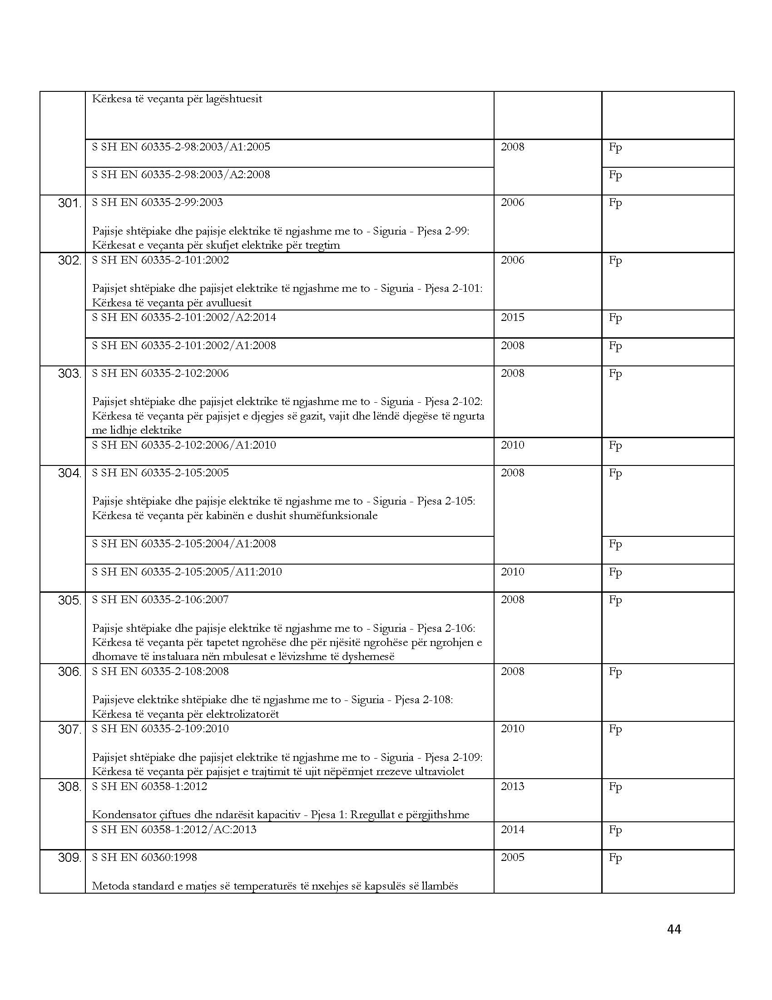 Kërkesa të veçanta për lagështuesit
S SH EN 60335-2-98:2003/A1:2005 2008 Fp
S SH EN 60335-2-98:2003/A2:2008 Fp
301. S SH EN 60335-2-99:2003 2006 Fp
Pajisje shtëpiake dhe pajisje elektrike të ngjashme me to - Siguria - Pjesa 2-99:
Kërkesat e veçanta për skufjet elektrike për tregtim
302. S SH EN 60335-2-101:2002 2006 Fp
Pajisjet shtëpiake dhe pajisjet elektrike të ngjashme me to - Siguria - Pjesa 2-101:
Kërkesa të veçanta për avulluesit
S SH EN 60335-2-101:2002/A2:2014 2015 Fp
S SH EN 60335-2-101:2002/A1:2008 2008 Fp
303. S SH EN 60335-2-102:2006 2008 Fp
Pajisjet shtëpiake dhe pajisjet elektrike të ngjashme me to - Siguria - Pjesa 2-102:
Kërkesa të veçanta për pajisjet e djegjes së gazit, vajit dhe lëndë djegëse të ngurta
me lidhje elektrike
S SH EN 60335-2-102:2006/A1:2010 2010 Fp
304. S SH EN 60335-2-105:2005 2008 Fp
Pajisje shtëpiake dhe pajisje elektrike të ngjashme me to - Siguria - Pjesa 2-105:
Kërkesa të veçanta për kabinën e dushit shumëfunksionale
S SH EN 60335-2-105:2004/A1:2008 Fp
S SH EN 60335-2-105:2005/A11:2010 2010 Fp
305. S SH EN 60335-2-106:2007 2008 Fp
Pajisje shtëpiake dhe pajisje elektrike të ngjashme me to - Siguria - Pjesa 2-106:
Kërkesa të veçanta për tapetet ngrohëse dhe për njësitë ngrohëse për ngrohjen e
dhomave të instaluara nën mbulesat e lëvizshme të dyshemesë
306. S SH EN 60335-2-108:2008 2008 Fp
Pajisjeve elektrike shtëpiake dhe të ngjashme me to - Siguria - Pjesa 2-108:
Kërkesa të veçanta për elektrolizatorët
307. S SH EN 60335-2-109:2010 2010 Fp
Pajisjet shtëpiake dhe pajisjet elektrike të ngjashme me to - Siguria - Pjesa 2-109:
Kërkesa të veçanta për pajisjet e trajtimit të ujit nëpërmjet rrezeve ultraviolet
308. S SH EN 60358-1:2012 2013 Fp
Kondensator çiftues dhe ndarësit kapacitiv - Pjesa 1: Rregullat e përgjithshme
S SH EN 60358-1:2012/AC:2013 2014 Fp
309. S SH EN 60360:1998 2005 Fp
Metoda standard e matjes së temperaturës të nxehjes së kapsulës së llambës
44